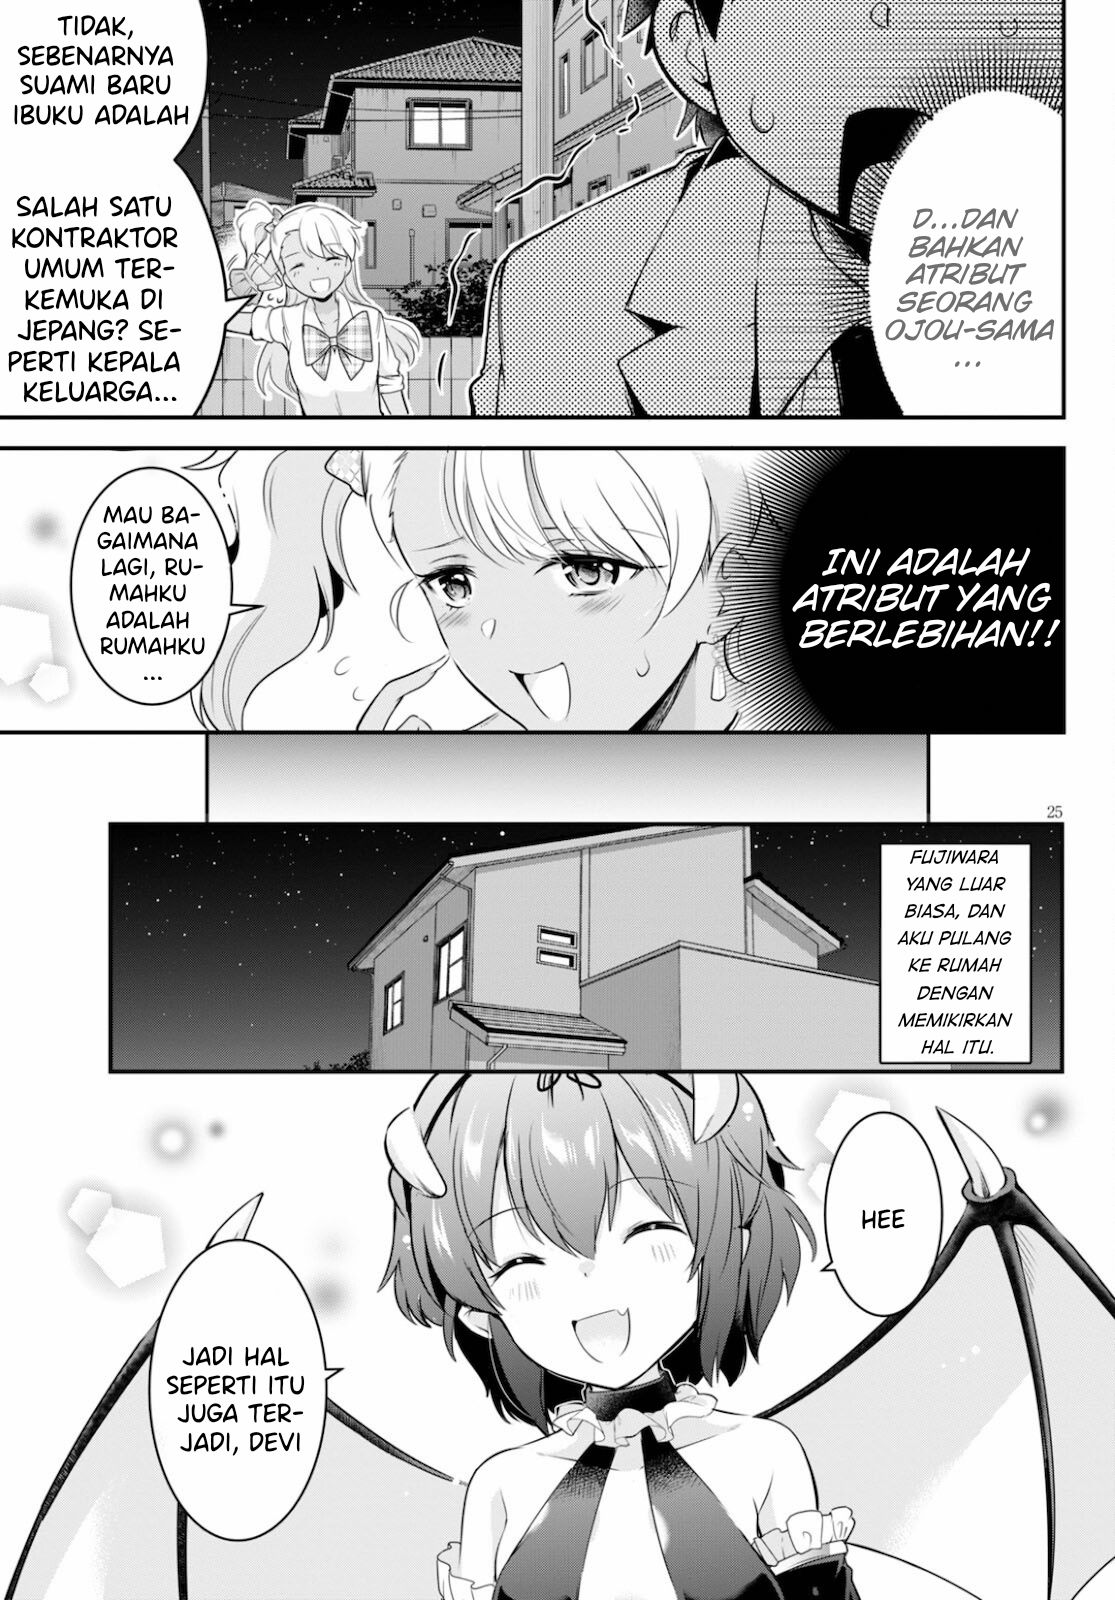 D...DAN
BAHKAN
ATRIBUT
SEORANG
OJOU-SAMA
...
TIDAK,
SEBENARNYA
SUAMI BARU
IBUKU ADALAH
SALAH SATU
KONTRAKTOR
UMUM TER-
KEMUKA DI
JEPANG? SE-
PERTI KEPALA
KELUARGA...
INI ADALAH
ATRIBUT YANG
BERLEBIHAN!!
MAU BA-
GAIMANA
LAGI, RU-
MAHKU
ADALAH
RUMAHKU
...
25
FUJIWARA
YANG LUAR
BIASA, DAN
AKU PULANG
KE RUMAH
DENGAN
MEMIKIRKAN
HAL ITU.
HEE
JADI HAL
SEPERTI ITU
JUGA TER-
JADI, DEVI